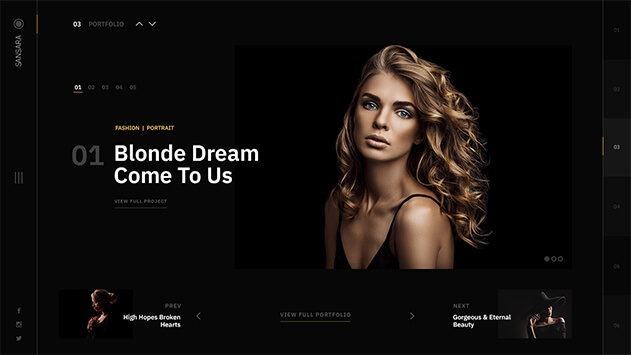 SANSARA
03 PORTFOLIO
01 02 03 04 05
FASHION | PORTRAIT
01
Blonde Dream
Come To Us
VIEW FULL PROJECT
PREV
High Hopes Broken
Hearts
VIEW FULL PORTFOLIO
NEXT
Gorgeous & Eternal
Beauty
01
02
03
04
05
06